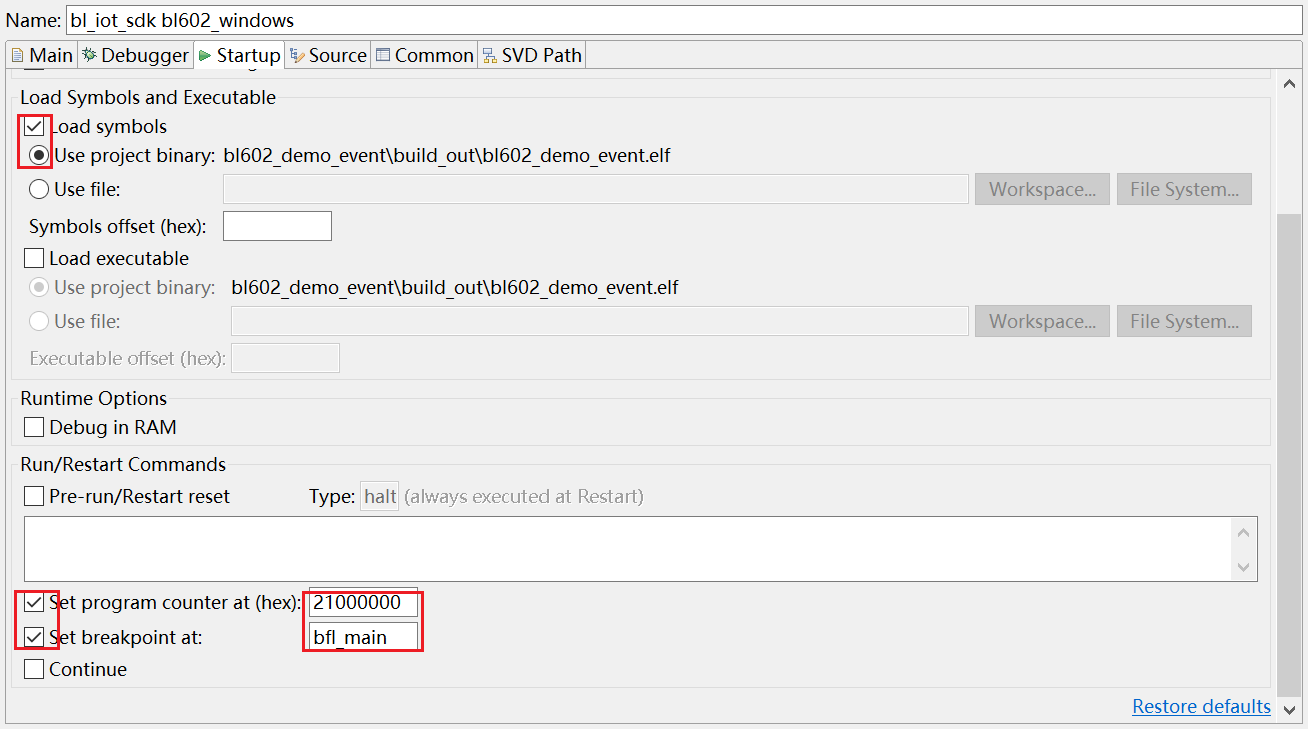 Name: bl_iot_sdk bl602_windows
Main Debugger Startup Source Common SVD Path
Load Symbols and Executable
Load symbols
Use project binary: bl602_demo_event\build_out\bl602_demo_event.elf
Use file: Workspace... File System...
Symbols offset (hex):
Load executable
Use project binary: bl602_demo_event\build_out\bl602_demo_event.elf
Use file: Workspace... File System...
Executable offset (hex):
Runtime Options
Debug in RAM
Run/Restart Commands
Pre-run/Restart reset Type: halt (always executed at Restart)
Set program counter at (hex): 21000000
Set breakpoint at: bfl_main
Continue
Restore defaults